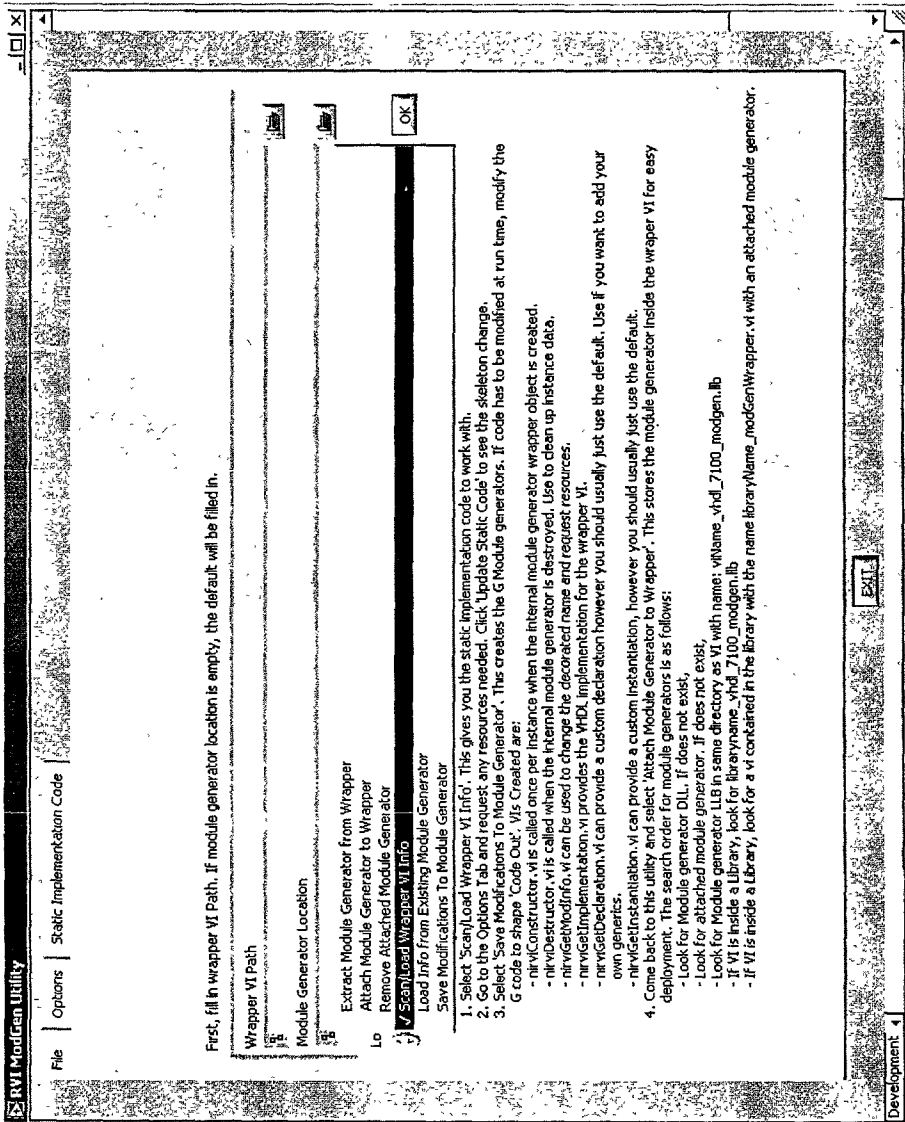 RVI ModGen Utility
File
Options
Static Implementation Code
First, fill in wrapper VI Path. If module generator location is empty, the default will be filled in.
Wrapper VI Path
Module Generator Location
Extract Module Generator from Wrapper
Attach Module Generator to Wrapper
Lo
Remove Attached Module Generator
√ Scan/Load Wrapper VI Info
OK
Load Info from Existing Module Generator
Save Modifications To Module Generator
1. Select 'Scan/Load Wrapper VI Info'. This gives you the static implementation code to work with.
2. Go to the Options Tab and request any resources needed. Click 'Update Static Code' to see the skeleton change.
3. Select 'Save Modifications To Module Generator'. This creates the G Module generators. If code has to be modified at run time, modify the
G code to shape 'Code Out'. VIs Created are:
- nirviConstructor.vi is called once per instance when the internal module generator wrapper object is created.
- nirviDestructor.vi is called when the internal module generator is destroyed. Use to clean up instance data.
- nirviGetModInfo.vi can be used to change the decorated name and request resources.
- nirviGetImplementation.vi provides the VHDL implementation for the wrapper VI.
- nirviGetDeclaration.vi can provide a custom declaration however you should usually just use the default. Use if you want to add your
own generics.
- nirviGetInstantiation.vi can provide a custom instantiation, however you should usually just use the default.
4. Come back to this utility and select 'Attach Module Generator to Wrapper'. This stores the module generator inside the wraper VI for easy
deployment. The search order for module generators is as follows:
- Look for Module generator DLL. If does not exist,
- Look for attached module generator. If does not exist,
- Look for Module generator LLB in same directory as VI with name: viName_vhdl_7100_modgen.llb
- If VI is inside a Library, look for libraryname_vhdl_7100_modgen.llb
- If VI is inside a Library, look for a vi contained in the library with the name libraryName_modGenWrapper.vi with an attached module generator.
EXIT
Development